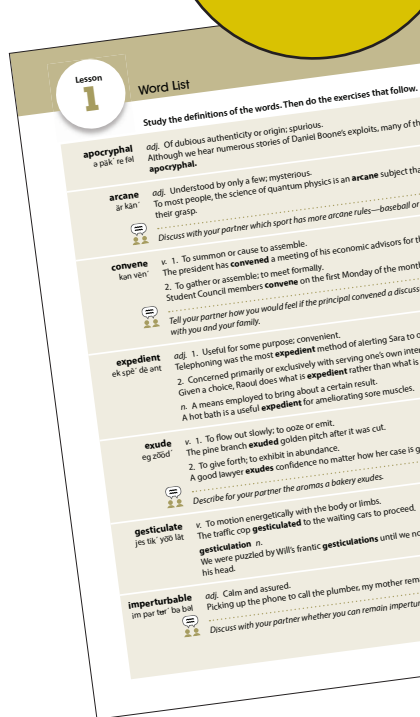 Lesson
1
Word List
Study the definitions of the words. Then do the exercises that follow.
apocryphal
ə päk´ rə fəl
adj. Of dubious authenticity or origin; spurious.
Although we hear numerous stories of Daniel Boone's exploits, many of th
apocryphal.
arcane
är kān´
adj. Understood by only a few; mysterious.
To most people, the science of quantum physics is an arcane subject tha
their grasp.
Discuss with your partner which sport has more arcane rules—baseball or
convene
kən vēn´
v. 1. To summon or cause to assemble.
The president has convened a meeting of his economic advisors for th
2. To gather or assemble; to meet formally.
Student Council members convene on the first Monday of the month
Tell your partner how you would feel if the principal convened a discuss
with you and your family.
expedient
ek spē´ dē ənt
adj. 1. Useful for some purpose; convenient.
Telephoning was the most expedient method of alerting Sara to o
2. Concerned primarily or exclusively with serving one's own inter
Given a choice, Raoul does what is expedient rather than what is
n. A means employed to bring about a certain result.
A hot bath is a useful expedient for ameliorating sore muscles.
exude
eg zōōd´
v. 1. To flow out slowly; to ooze or emit.
The pine branch exuded golden pitch after it was cut.
2. To give forth; to exhibit in abundance.
A good lawyer exudes confidence no matter how her case is g
Describe for your partner the aromas a bakery exudes.
gesticulate
jes tik´ yōō lāt
v. To motion energetically with the body or limbs.
The traffic cop gesticulated to the waiting cars to proceed.
gesticulation n.
We were puzzled by Will's frantic gesticulations until we no
his head.
imperturbable
im pər tʉr´ bə bəl
adj. Calm and assured.
Picking up the phone to call the plumber, my mother rem
Discuss with your partner whether you can remain impertur